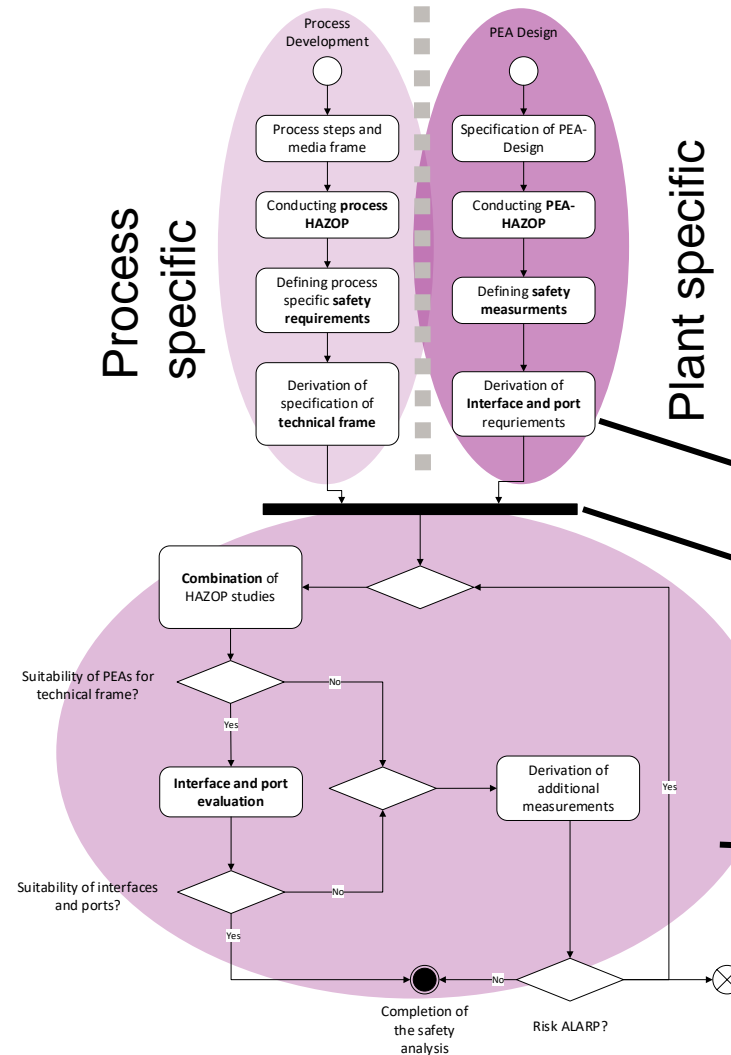 Process
Development
PEA Design
Process steps and
media frame
Specification of PEA-
Design
Conducting process
HAZOP
Conducting PEA-
HAZOP
Process
specific
Plant specific
Defining process
specific safety
requirements
Defining safety
measurments
Derivation of
specification of
technical frame
Derivation of
Interface and port
requriements
Combination of
HAZOP studies
Suitability of PEAs for
technical frame?
No
Yes
Interface and port
evaluation
Derivation of
additional
measurements
Yes
Suitability of interfaces
and ports?
No
Yes
No
Completion of
the safety
analysis
Risk ALARP?